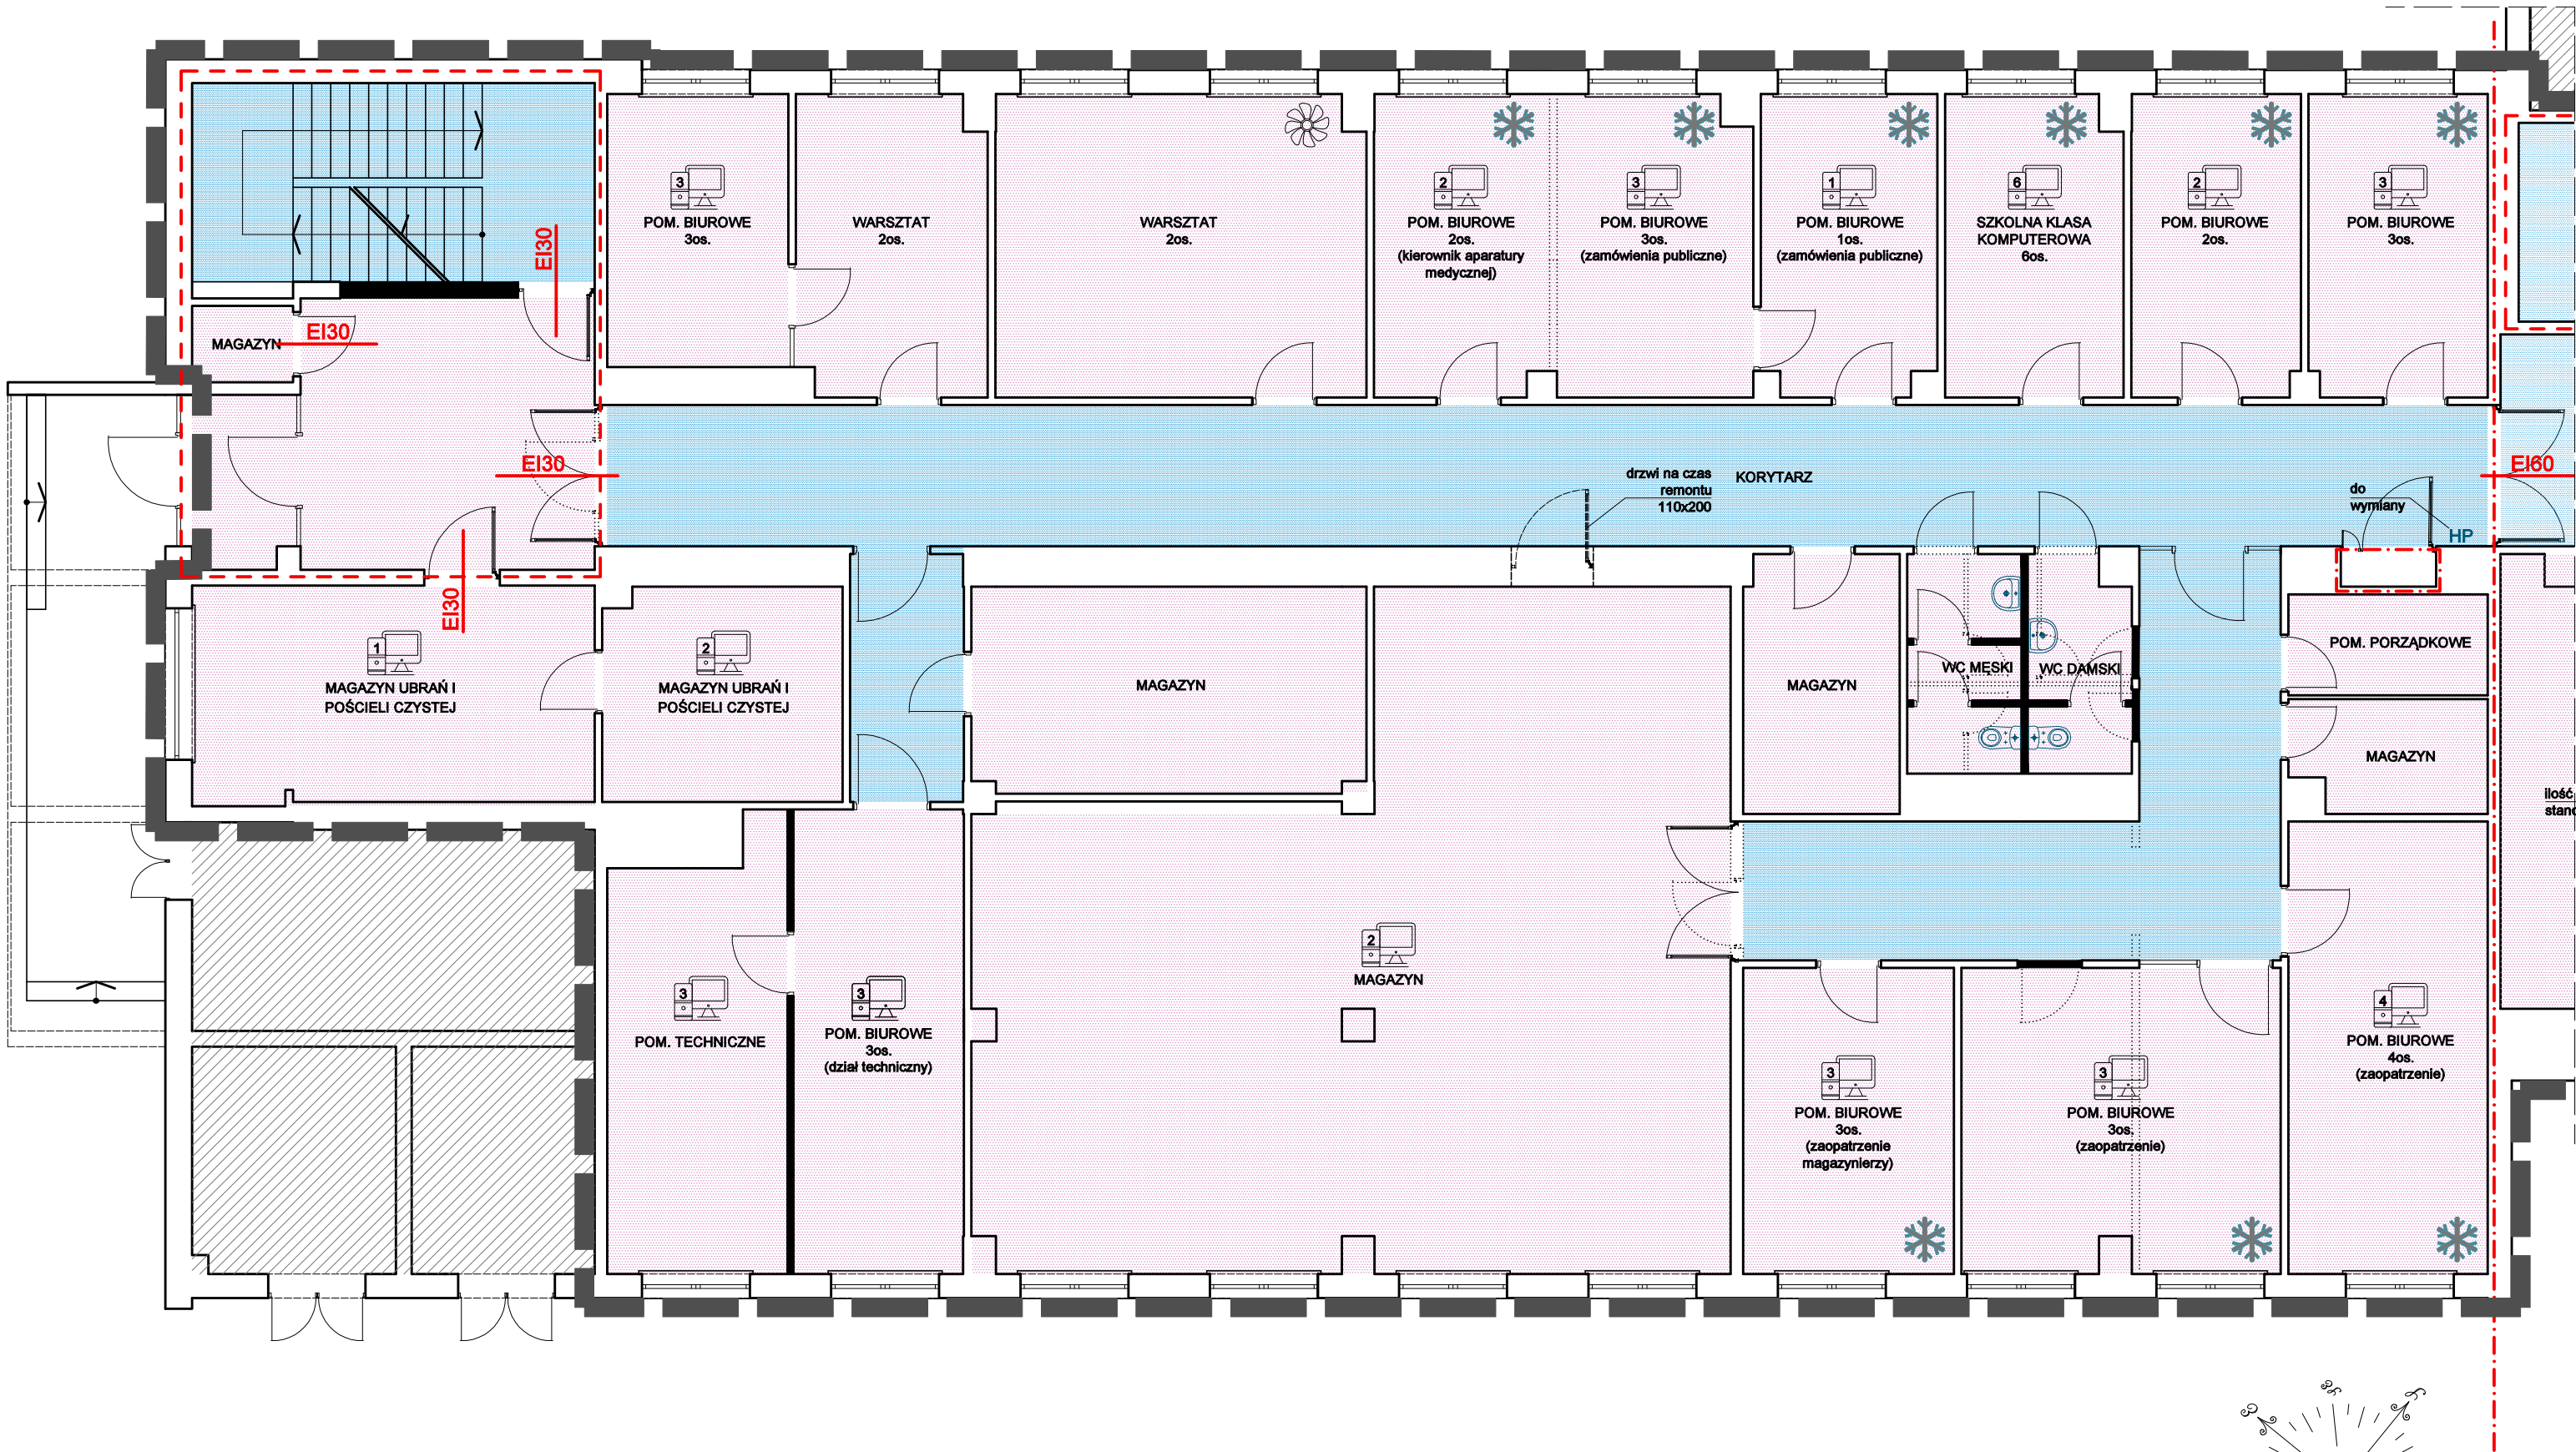 3
POM. BIUROWE
3os.
WARSZTAT
2os.
WARSZTAT
2os.
2
POM. BIUROWE
2os.
(kierownik aparatury
medycznej)
3
POM. BIUROWE
3os.
(zamówienia publiczne)
1
POM. BIUROWE
1os.
(zamówienia publiczne)
6
SZKOLNA KLASA
KOMPUTEROWA
6os.
2
POM. BIUROWE
2os.
3
POM. BIUROWE
3os.
EI30
EI30
MAGAZYN
EI30
EI30
EI60
drzwi na czas
remontu
110x200
KORYTARZ
do
wymiany
HP
1
MAGAZYN UBRAŃ I
POŚCIELI CZYSTEJ
2
MAGAZYN UBRAŃ I
POŚCIELI CZYSTEJ
MAGAZYN
MAGAZYN
WC MĘSKI
WC DAMSKI
POM. PORZĄDKOWE
MAGAZYN
ilość
3
POM. TECHNICZNE
3
POM. BIUROWE
3os.
(dział techniczny)
2
MAGAZYN
3
POM. BIUROWE
3os.
(zaopatrzenie
magazynierzy)
3
POM. BIUROWE
3os.
(zaopatrzenie)
4
POM. BIUROWE
4os.
(zaopatrzenie)